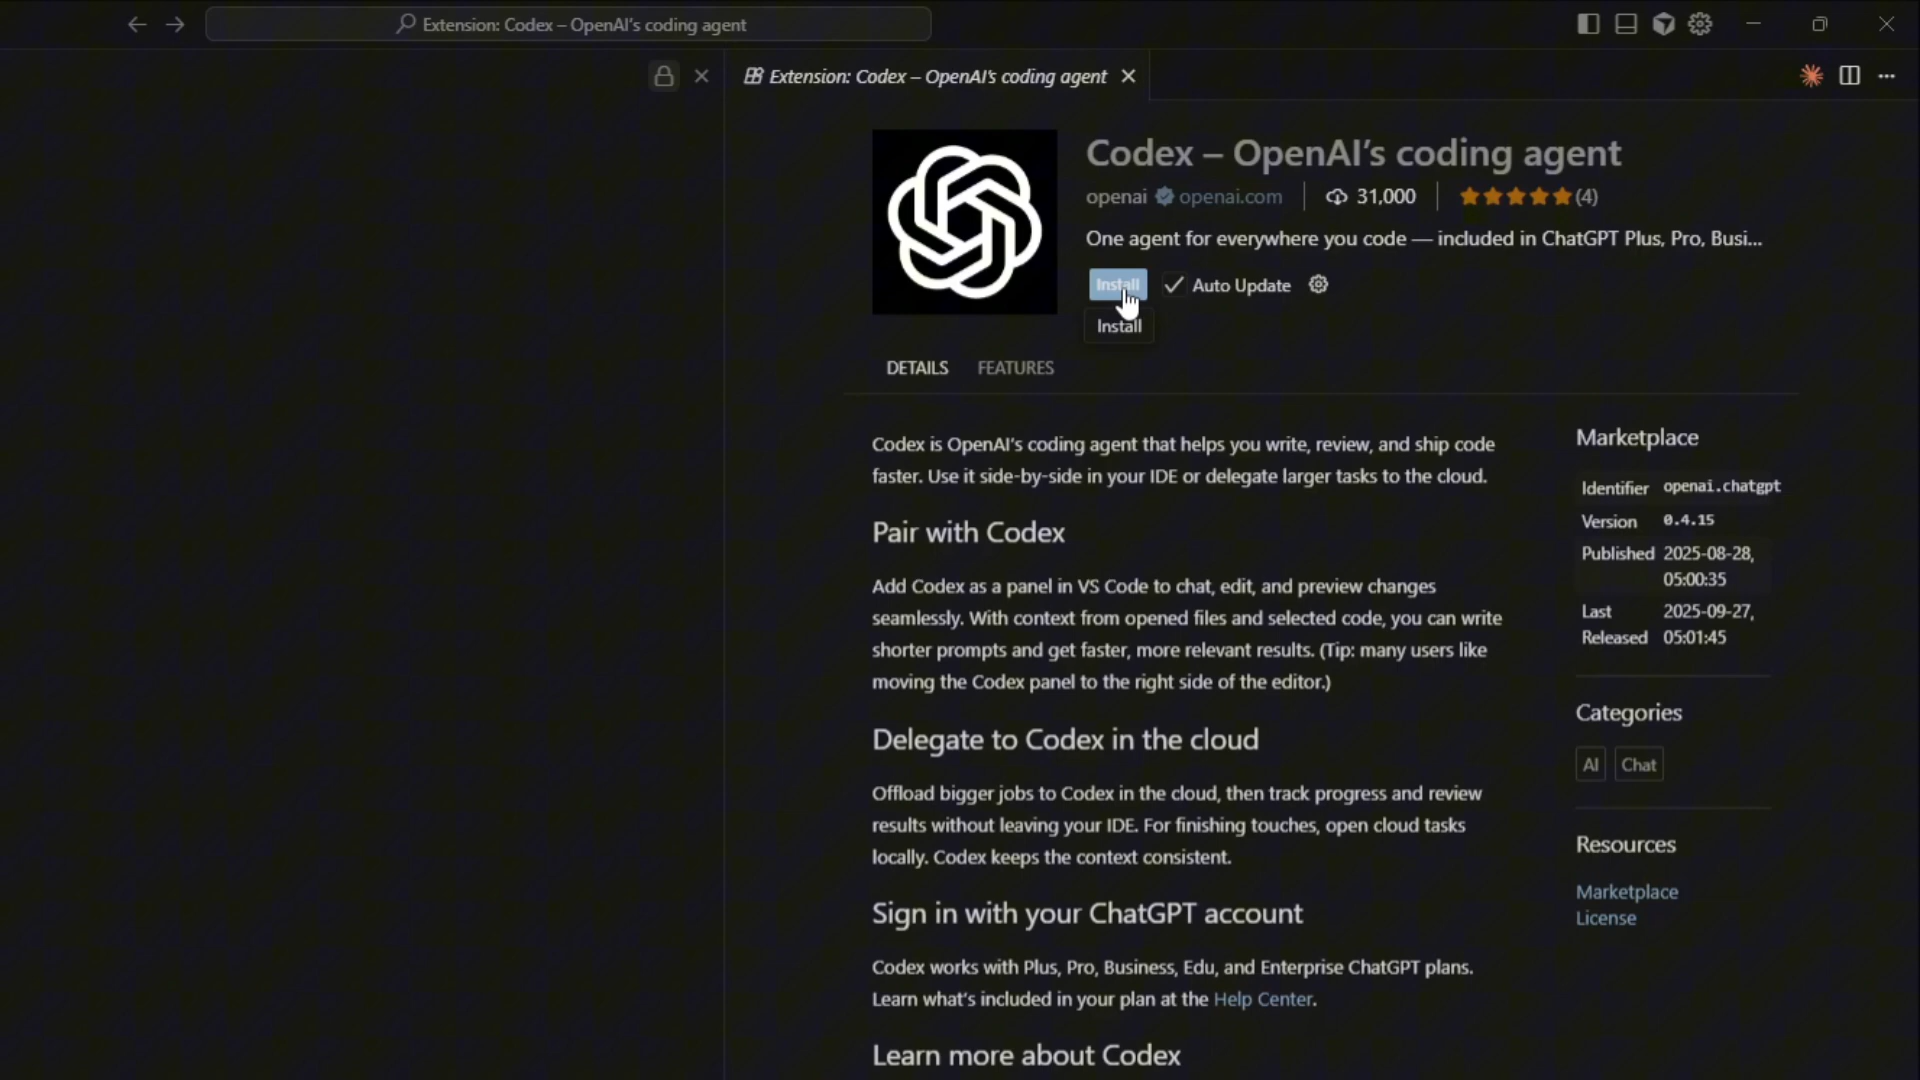 Extension: Codex – OpenAI's coding agent
Extension: Codex – OpenAI's coding agent
Codex – OpenAI's coding agent
openai openai.com 31,000 (4)
One agent for everywhere you code — included in ChatGPT Plus, Pro, Busi...
Install Auto Update
Install
DETAILS FEATURES
Codex is OpenAI's coding agent that helps you write, review, and ship code
faster. Use it side-by-side in your IDE or delegate larger tasks to the cloud.
Pair with Codex
Add Codex as a panel in VS Code to chat, edit, and preview changes
seamlessly. With context from opened files and selected code, you can write
shorter prompts and get faster, more relevant results. (Tip: many users like
moving the Codex panel to the right side of the editor.)
Delegate to Codex in the cloud
Offload bigger jobs to Codex in the cloud, then track progress and review
results without leaving your IDE. For finishing touches, open cloud tasks
locally. Codex keeps the context consistent.
Sign in with your ChatGPT account
Codex works with Plus, Pro, Business, Edu, and Enterprise ChatGPT plans.
Learn what's included in your plan at the Help Center.
Learn more about Codex
Marketplace
Identifier openai.chatgpt
Version 0.4.15
Published 2025-08-28,
05:00:35
Last 2025-09-27,
Released 05:01:45
Categories
AI Chat
Resources
Marketplace
License